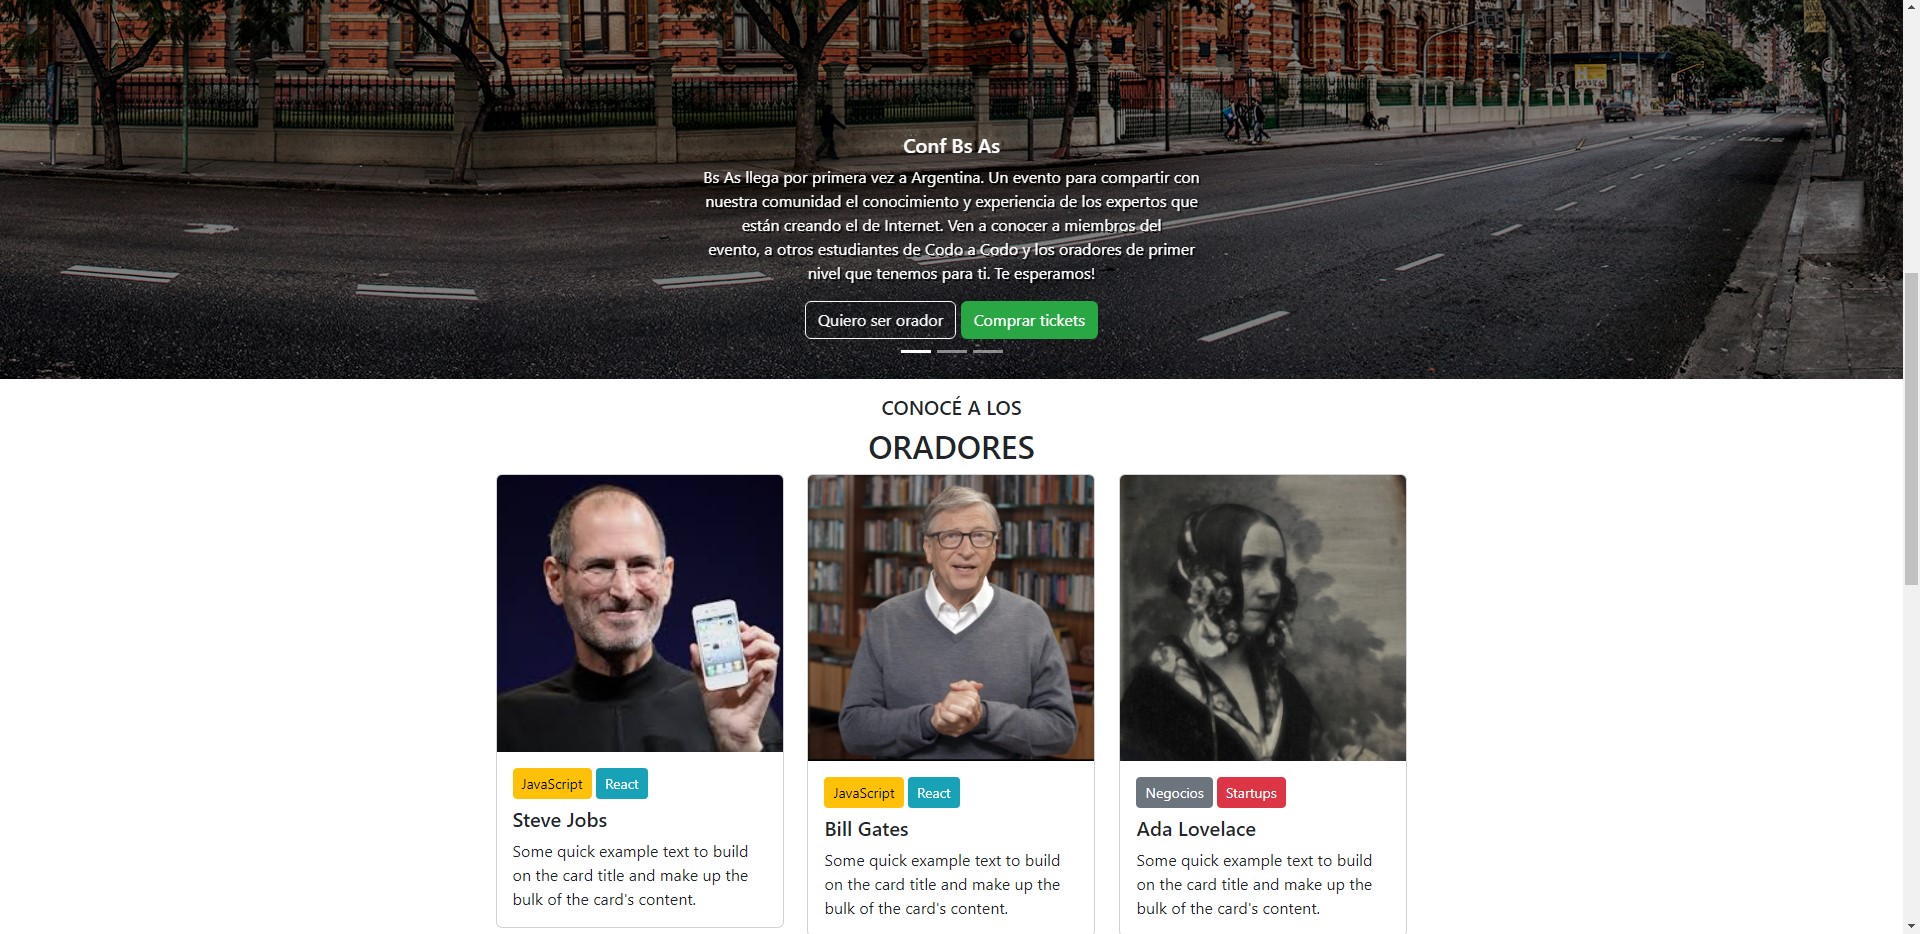 Conf Bs As
Bs As llega por primera vez a Argentina. Un evento para compartir con
nuestra comunidad el conocimiento y experiencia de los expertos que
están creando el de Internet. Ven a conocer a miembros del
evento, a otros estudiantes de Codo a Codo y los oradores de primer
nivel que tenemos para ti. Te esperamos!
Quiero ser orador Comprar tickets
CONOCÉ A LOS
ORADORES
JavaScript React
Steve Jobs
Some quick example text to build
on the card title and make up the
bulk of the card's content.
JavaScript React
Bill Gates
Some quick example text to build
on the card title and make up the
bulk of the card's content.
Negocios Startups
Ada Lovelace
Some quick example text to build
on the card title and make up the
bulk of the card's content.